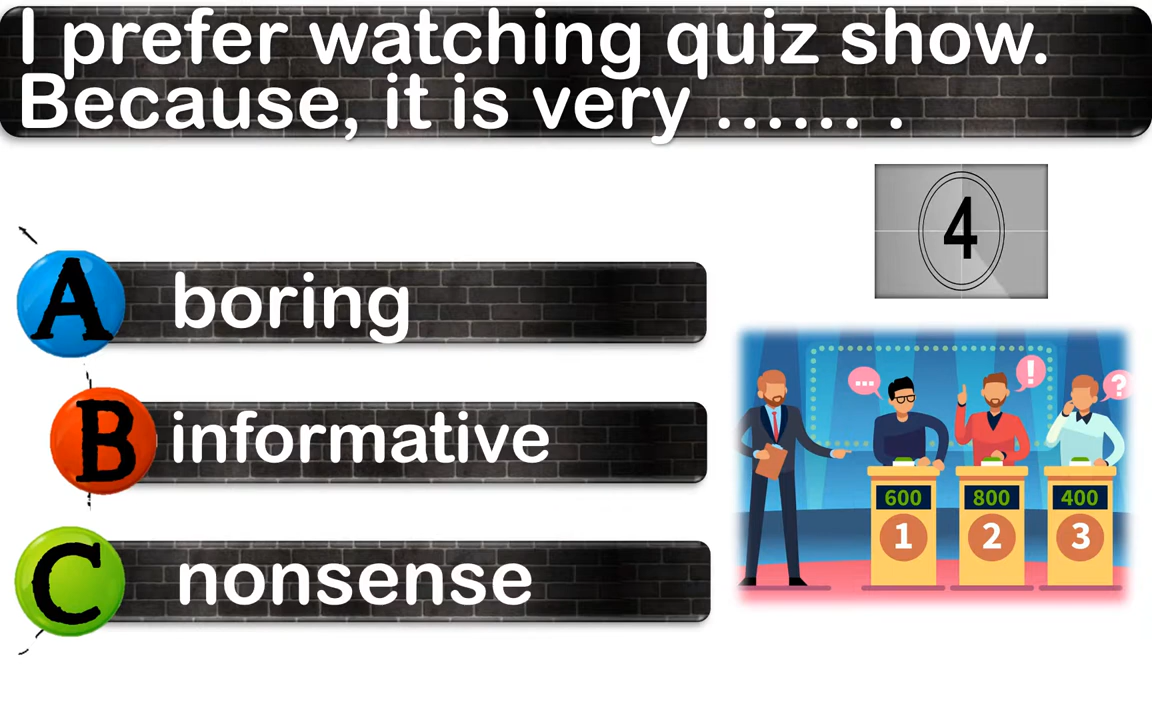 I prefer watching quiz show.
Because, it is very ...... .
4
A boring
B informative
C nonsense
... ! ?
600 800 400
1 2 3